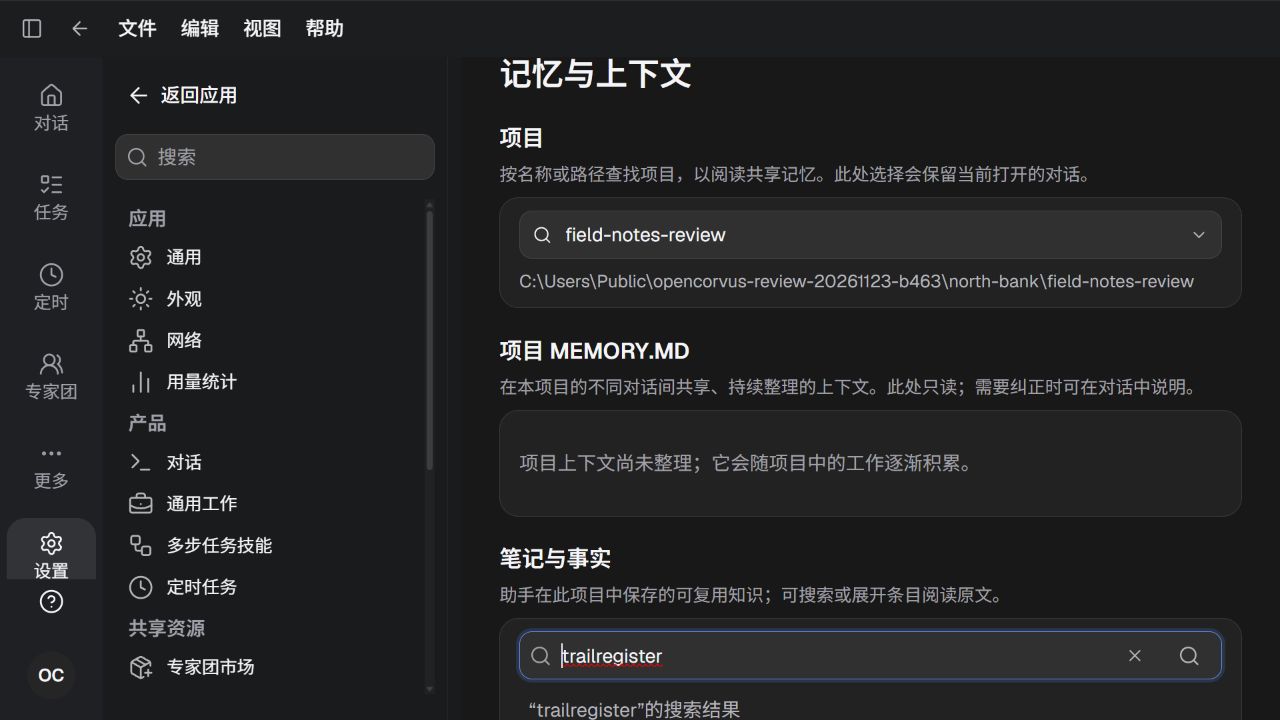 文件 编辑 视图 帮助
对话
任务
定时
专家团
更多
设置
OC
返回应用
搜索
应用
通用
外观
网络
用量统计
产品
对话
通用工作
多步任务技能
定时任务
共享资源
专家团市场
记忆与上下文
项目
按名称或路径查找项目，以阅读共享记忆。此处选择会保留当前打开的对话。
field-notes-review
C:\Users\Public\opencorvus-review-20261123-b463\north-bank\field-notes-review
项目 MEMORY.MD
在本项目的不同对话间共享、持续整理的上下文。此处只读；需要纠正时可在对话中说明。
项目上下文尚未整理；它会随项目中的工作逐渐积累。
笔记与事实
助手在此项目中保存的可复用知识；可搜索或展开条目阅读原文。
trailregister
“trailregister”的搜索结果